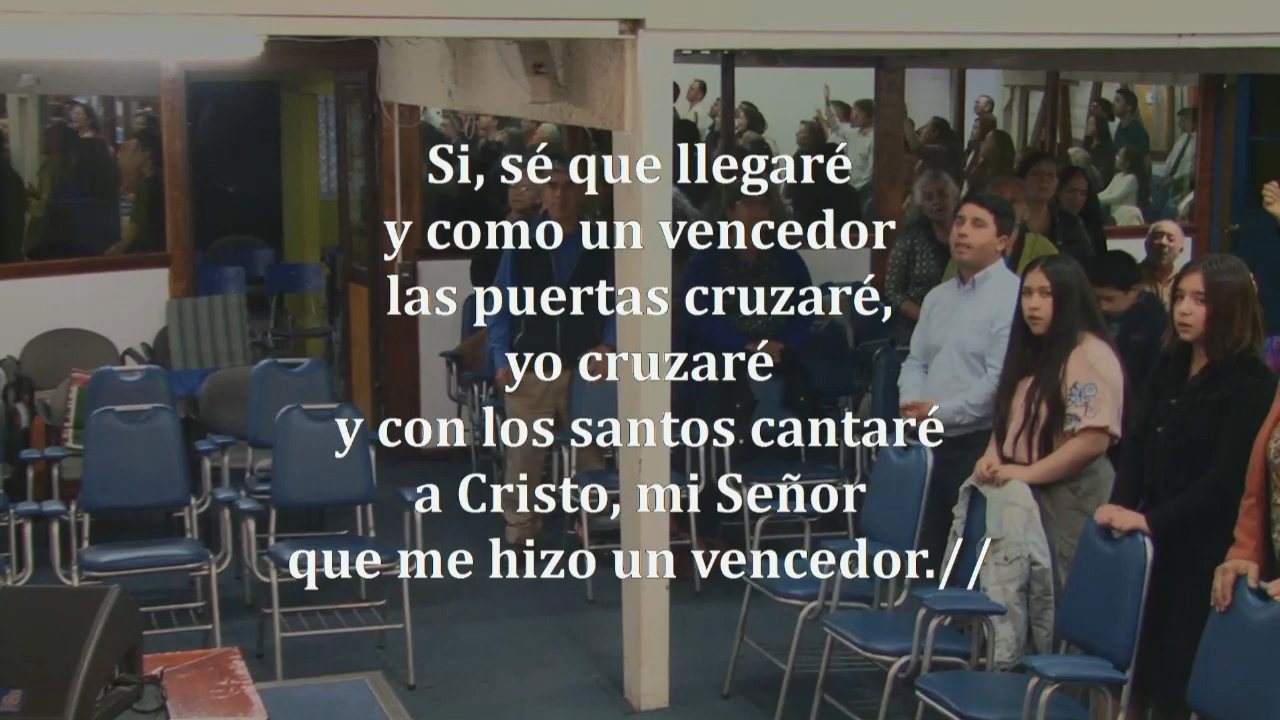 Si, sé que llegaré
y como un vencedor
las puertas cruzaré,
yo cruzaré
y con los santos cantaré
a Cristo, mi Señor
que me hizo un vencedor.//